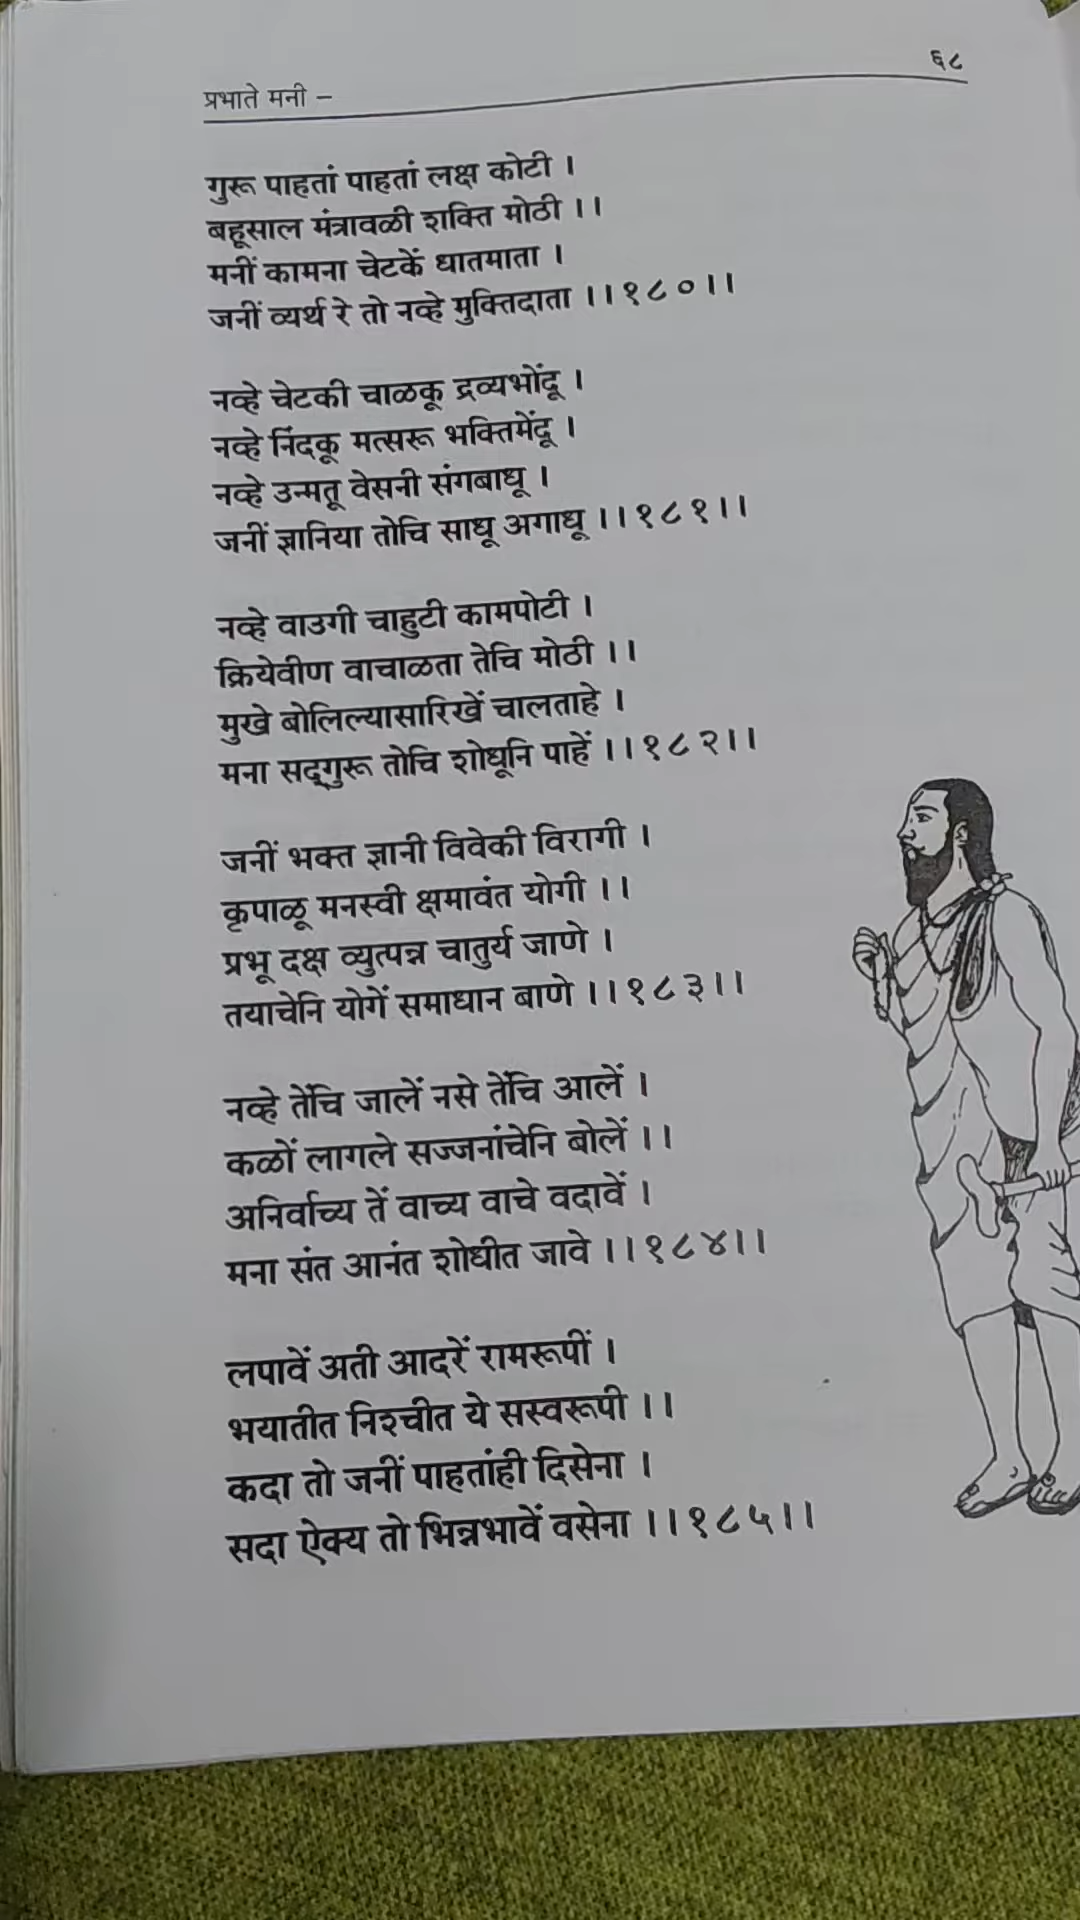 ६८
प्रभाते मनी –
गुरू पाहतां पाहतां लक्ष कोटी ।
बहूसाल मंत्रावळी शक्ति मोठी ।।
मनीं कामना चेटकें धातमाता ।
जनीं व्यर्थ रे तो नव्हे मुक्तिदाता ।।१८०।।
नव्हे चेटकी चाळकू द्रव्यभोंदू ।
नव्हे निंदकू मत्सरू भक्तिमेंदू ।
नव्हे उन्मतू वेसनी संगबाधू ।
जनीं ज्ञानिया तोचि साधू अगाधू ।।१८१।।
नव्हे वाउगी चाहुटी कामपोटी ।
क्रियेवीण वाचाळता तेचि मोठी ।।
मुखे बोलिल्यासारिखें चालताहे ।
मना सद्‌गुरू तोचि शोधूनि पाहें ।।१८२।।
जनीं भक्त ज्ञानी विवेकी विरागी ।
कृपाळू मनस्वी क्षमावंत योगी ।।
प्रभू दक्ष व्युत्पन्न चातुर्य जाणे ।
तयाचेनि योगें समाधान बाणे ।।१८३।।
नव्हे तेंचि जालें नसे तेंचि आलें ।
कळों लागले सज्जनांचेनि बोलें ।।
अनिर्वाच्य तें वाच्य वाचे वदावें ।
मना संत आनंत शोधीत जावे ।।१८४।।
लपावें अती आदरें रामरूपीं ।
भयातीत निश्चीत ये सस्वरूपी ।।
कदा तो जनीं पाहतांही दिसेना ।
सदा ऐक्य तो भिन्नभावें वसेना ।।१८५।।